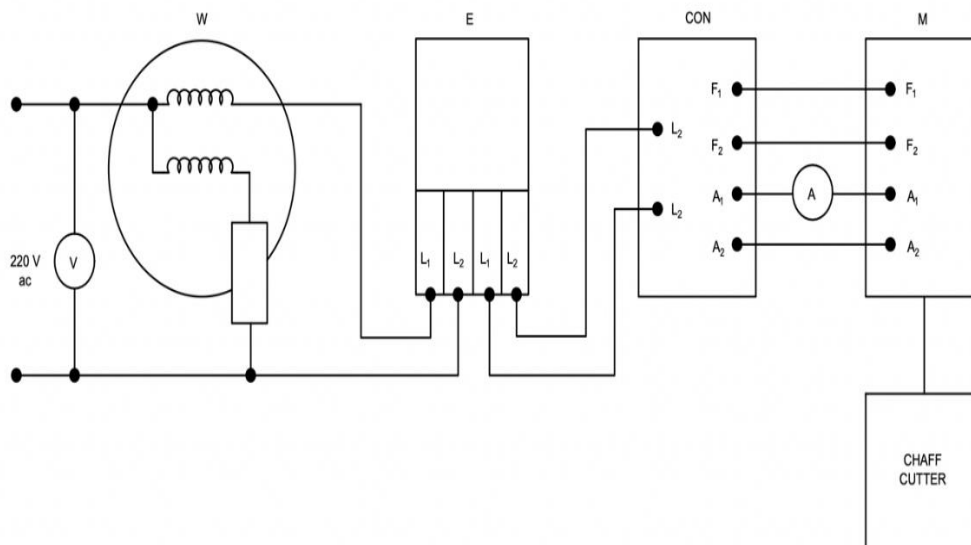 W
E
CON
M
F₁
F₁
L₂
F₂
F₂
A₁
A
A₁
L₂
A₂
A₂
220 V
ac
V
L₁
L₂
L₁
L₂
CHAFF
CUTTER